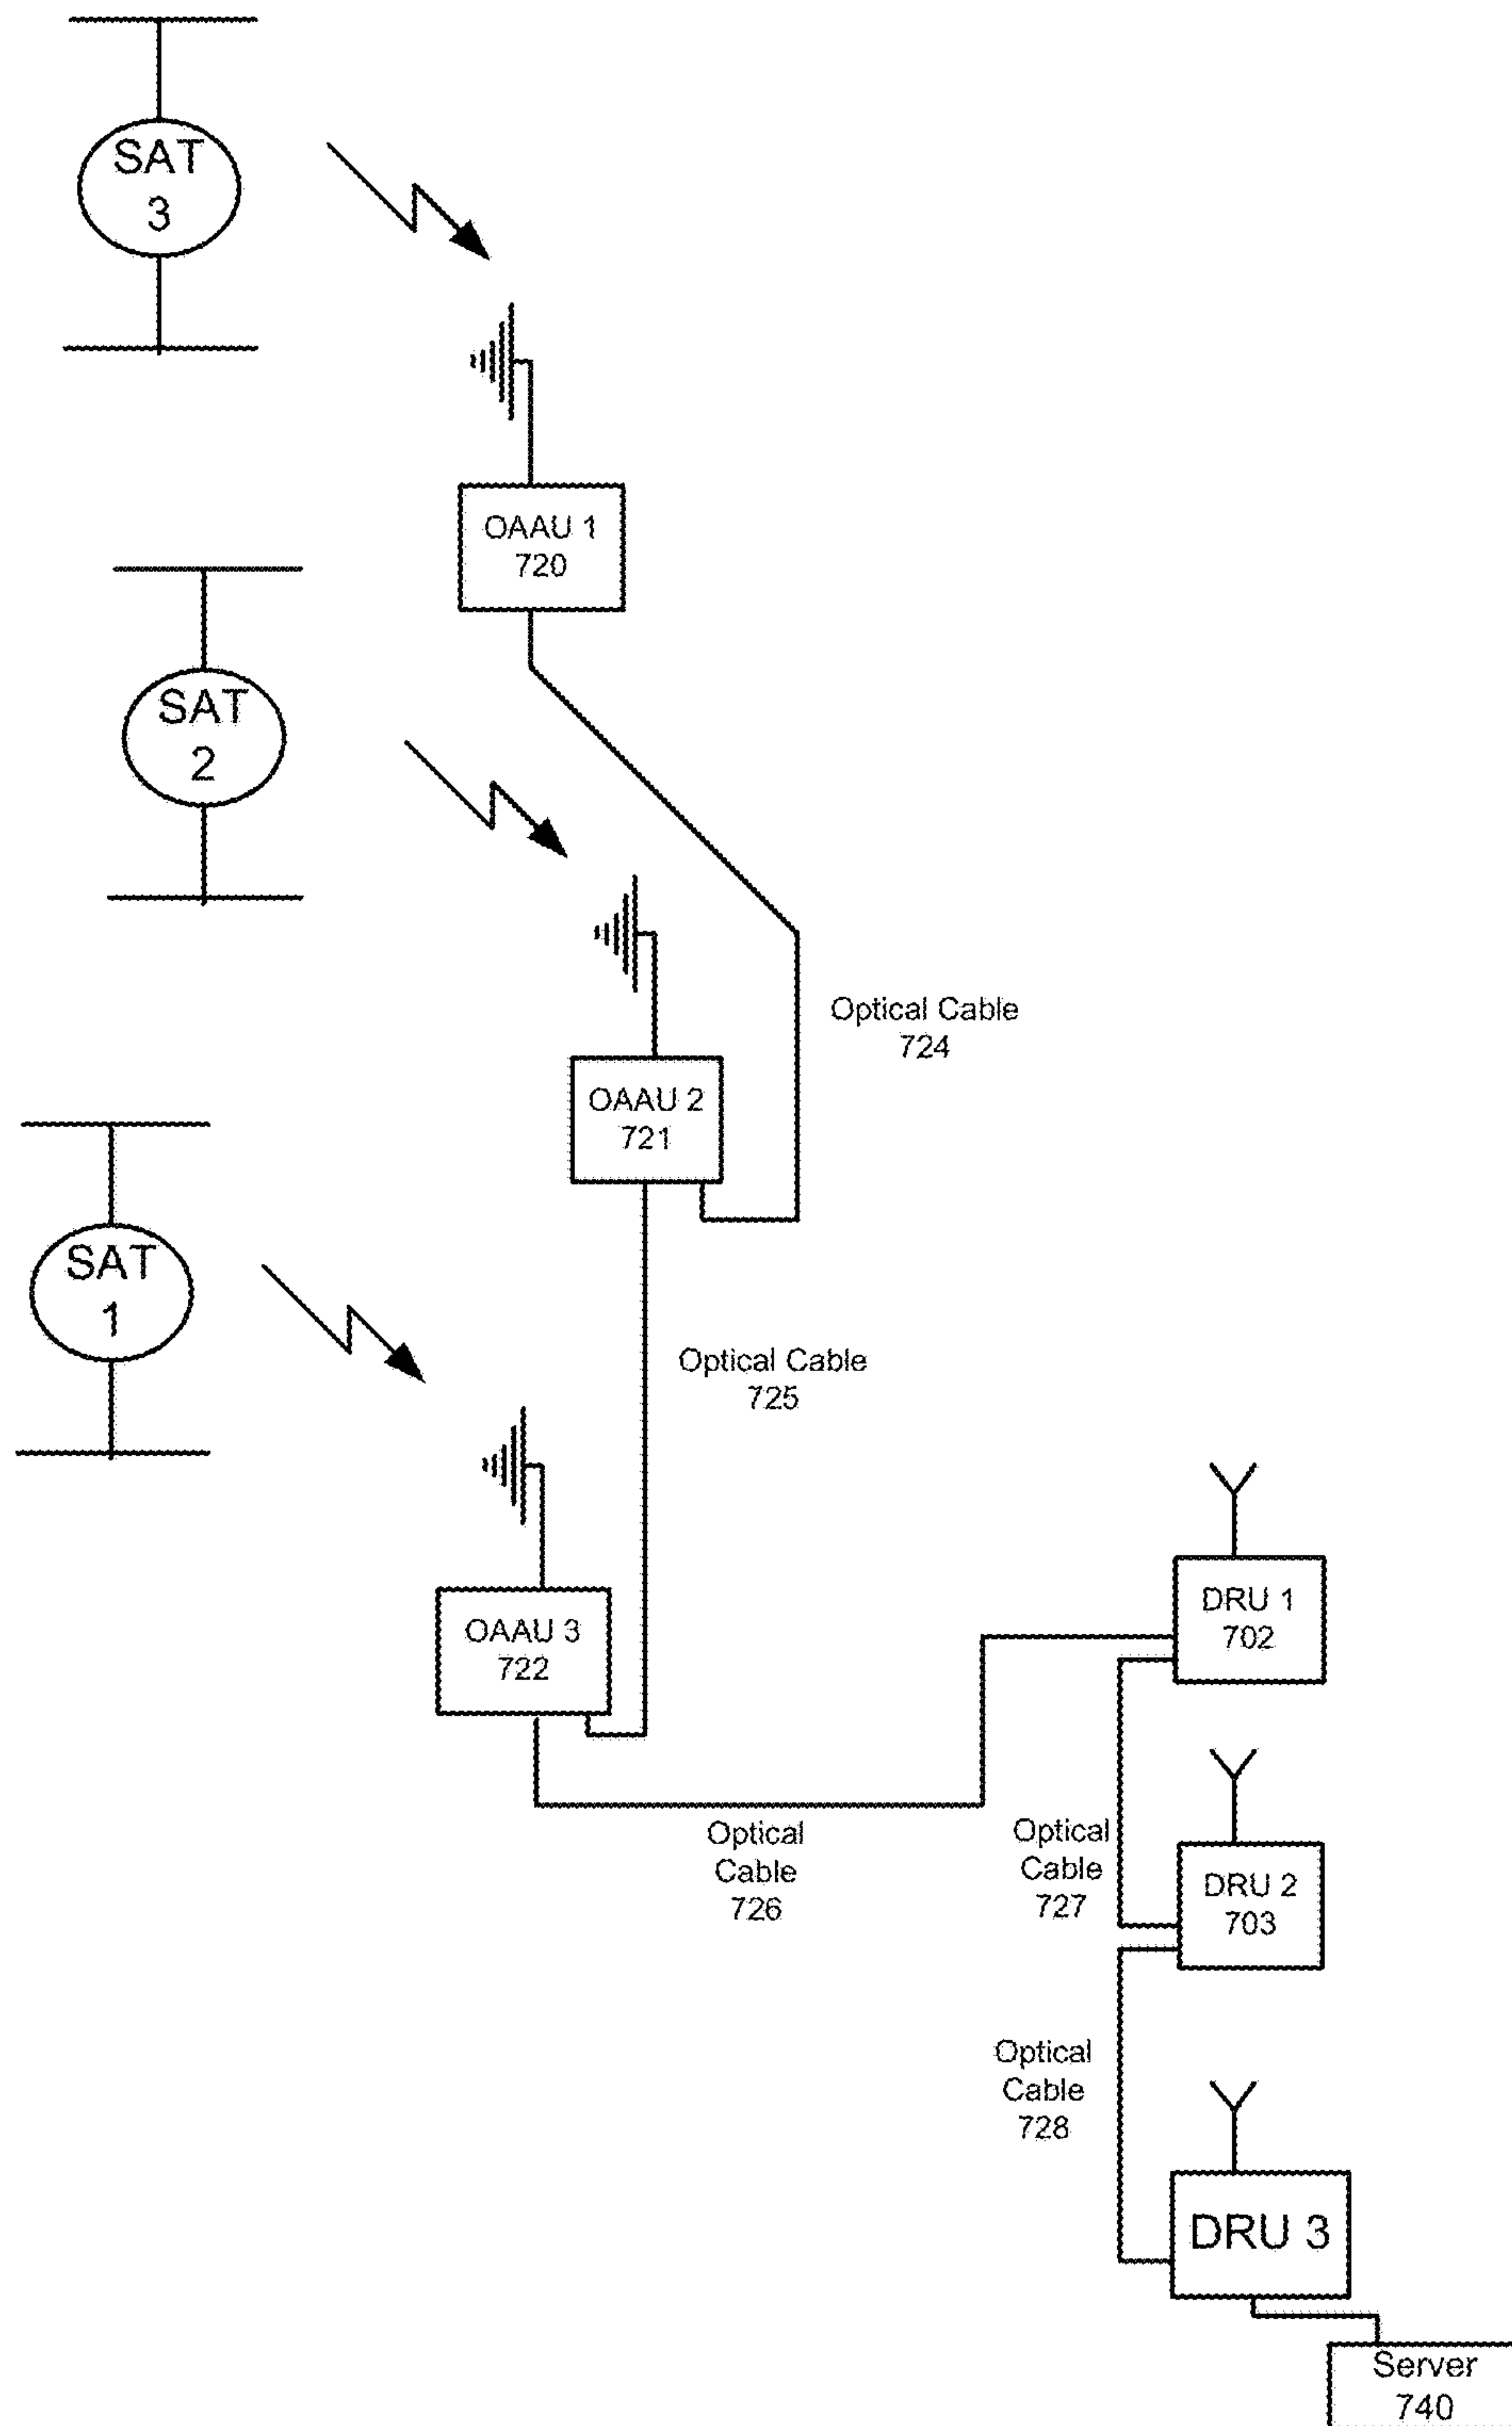 SAT
3
OAAU 1
720
SAT
2
Optical Cable
724
OAAU 2
721
SAT
1
Optical Cable
725
OAAU 3
722
DRU 1
702
Optical
Cable
726
Optical
Cable
727
DRU 2
703
Optical
Cable
728
DRU 3
Server
740